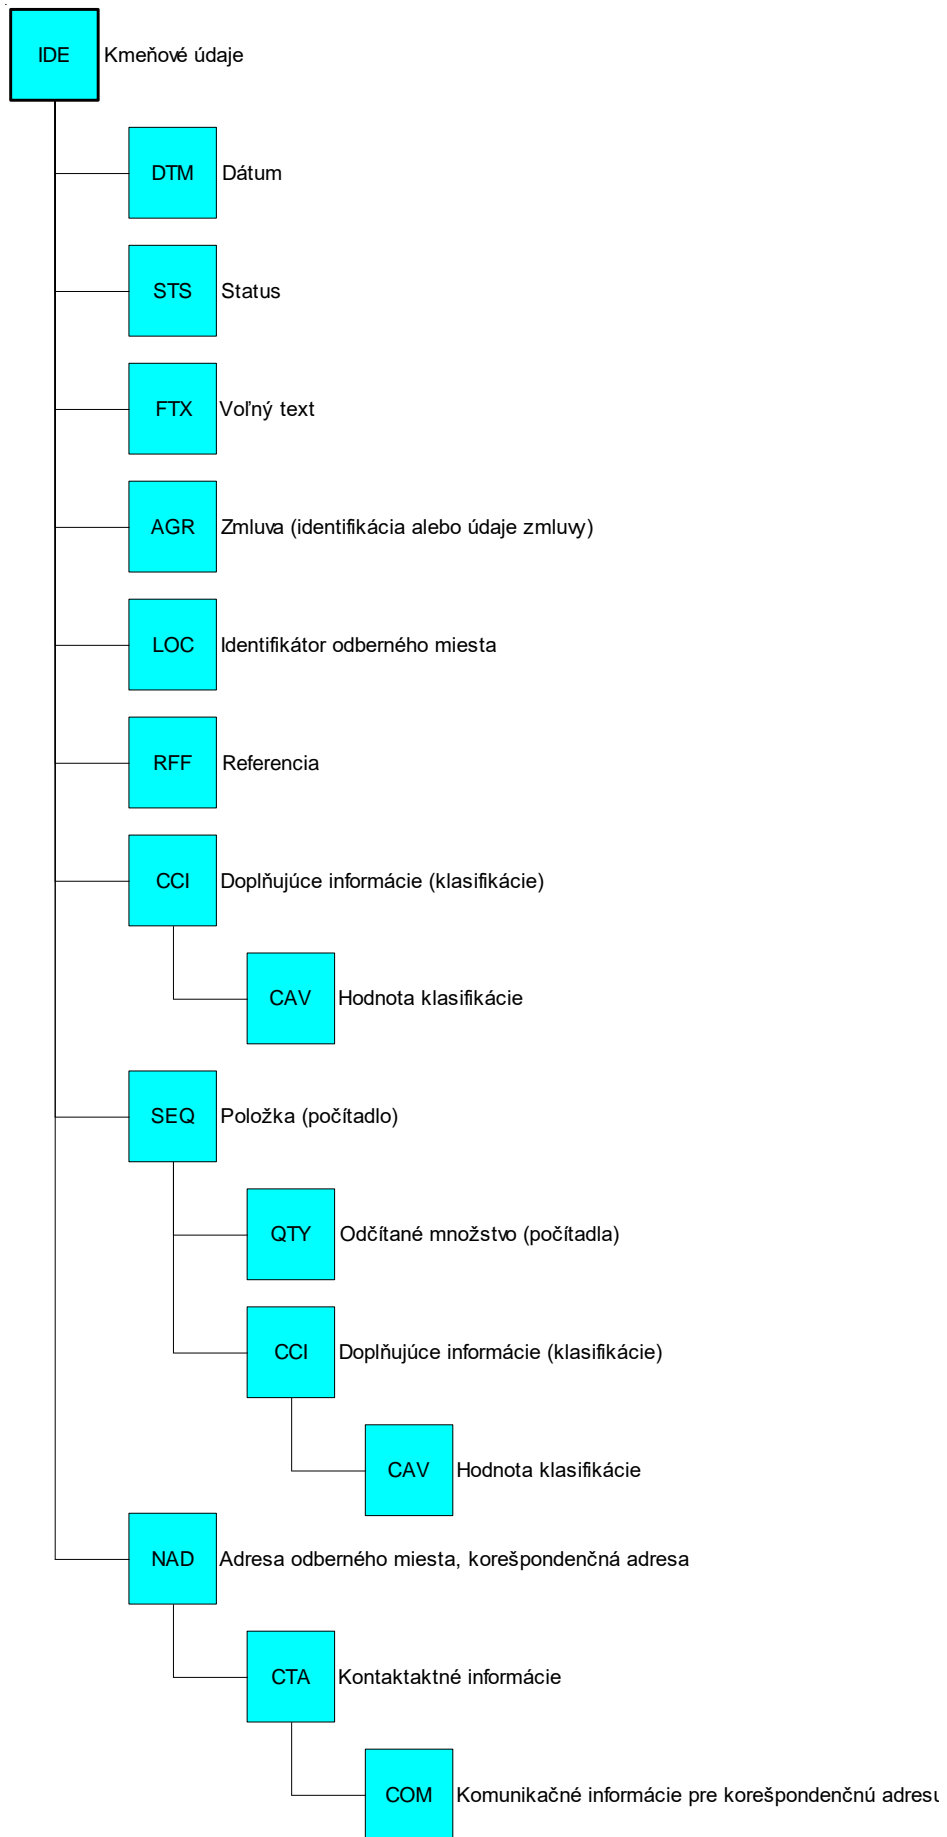 IDE Kmeňové údaje
DTM Dátum
STS Status
FTX Voľný text
AGR Zmluva (identifikácia alebo údaje zmluvy)
LOC Identifikátor odberného miesta
RFF Referencia
CCI Doplňujúce informácie (klasifikácie)
CAV Hodnota klasifikácie
SEQ Položka (počítadlo)
QTY Odčítané množstvo (počítadla)
CCI Doplňujúce informácie (klasifikácie)
CAV Hodnota klasifikácie
NAD Adresa odberného miesta, korešpondenčná adresa
CTA Kontaktaktné informácie
COM Komunikačné informácie pre korešpondenčnú adresu